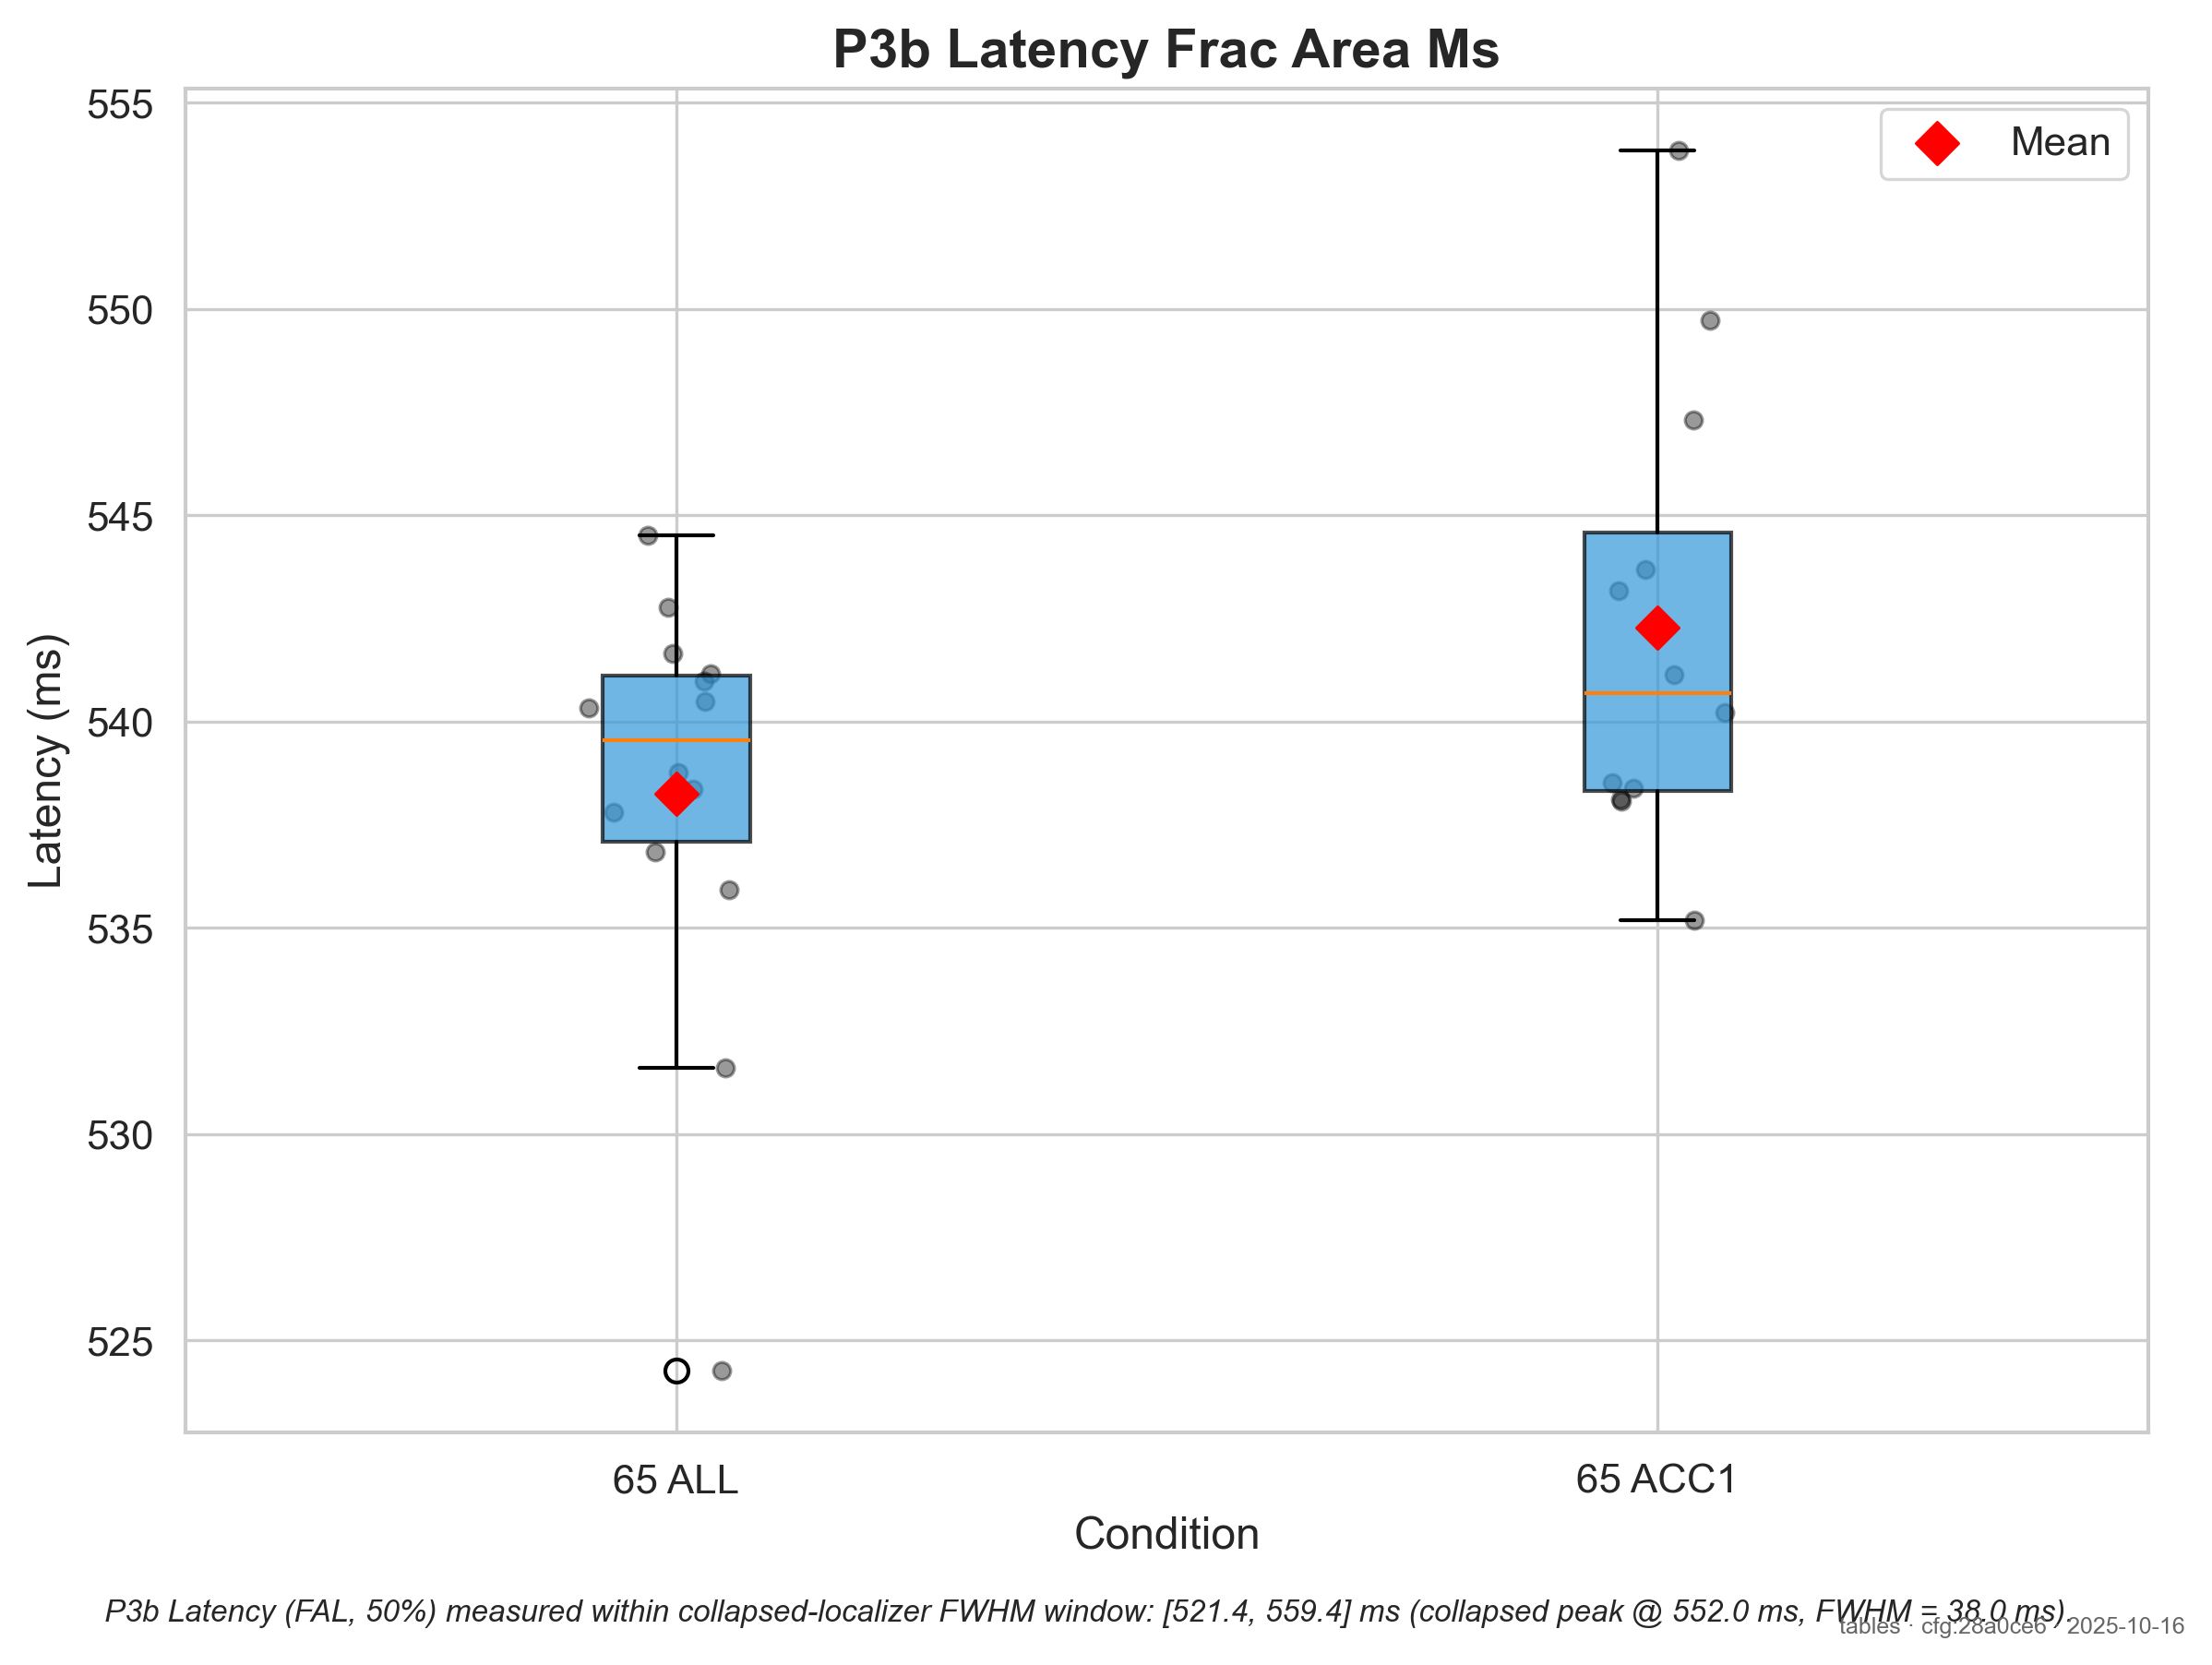 P3b Latency Frac Area Ms
Mean
555
550
545
540
535
530
525
Latency (ms)
65 ALL
65 ACC1
Condition
P3b Latency (FAL, 50%) measured within collapsed-localizer FWHM window: [521.4, 559.4] ms (collapsed peak @ 552.0 ms, FWHM = 38.0 ms).
tables · cfg:28a0ce6 · 2025-10-16